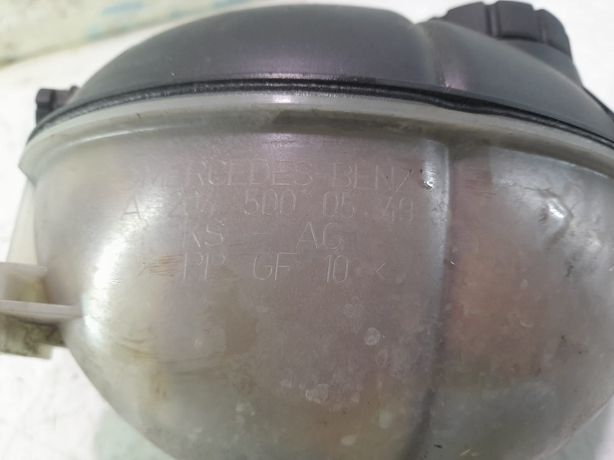 MERCEDES-BENZ
A 204 500 05 49
KS - AG
> PP GF 10 <